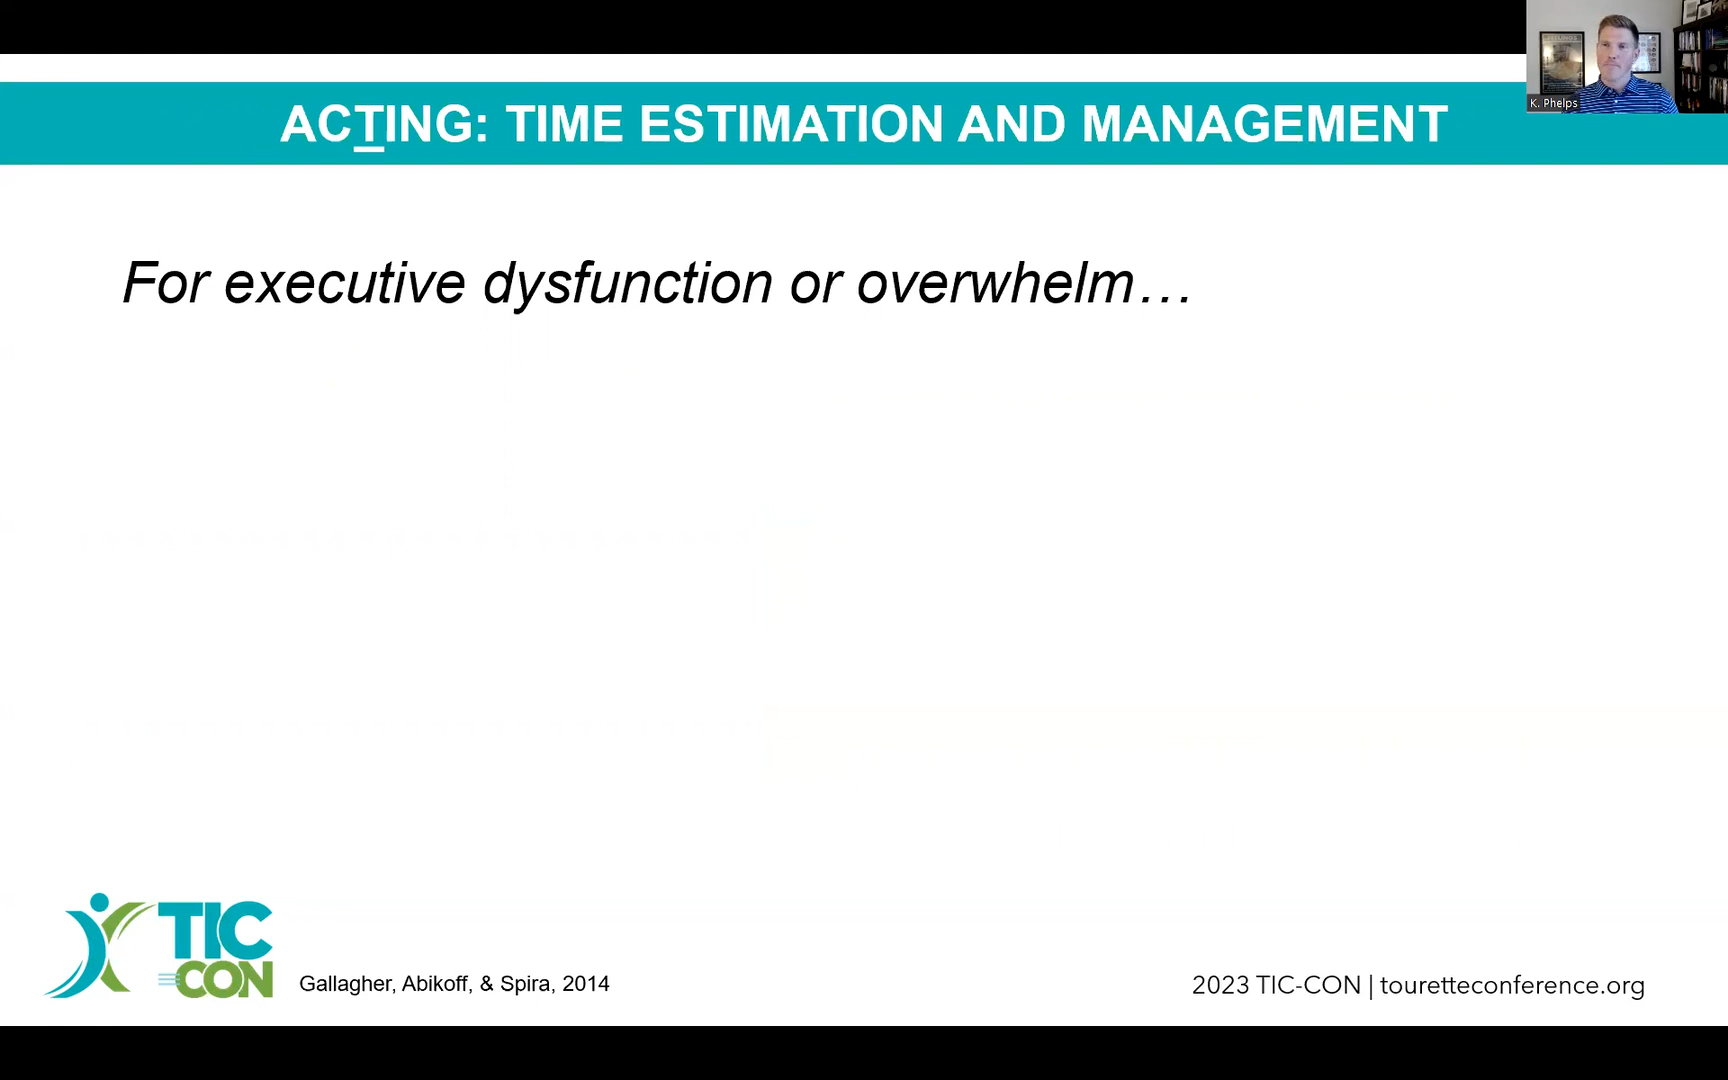 ACTING: TIME ESTIMATION AND MANAGEMENT
K. Phelps
For executive dysfunction or overwhelm…
TIC
CON
Gallagher, Abikoff, & Spira, 2014
2023 TIC-CON | touretteconference.org